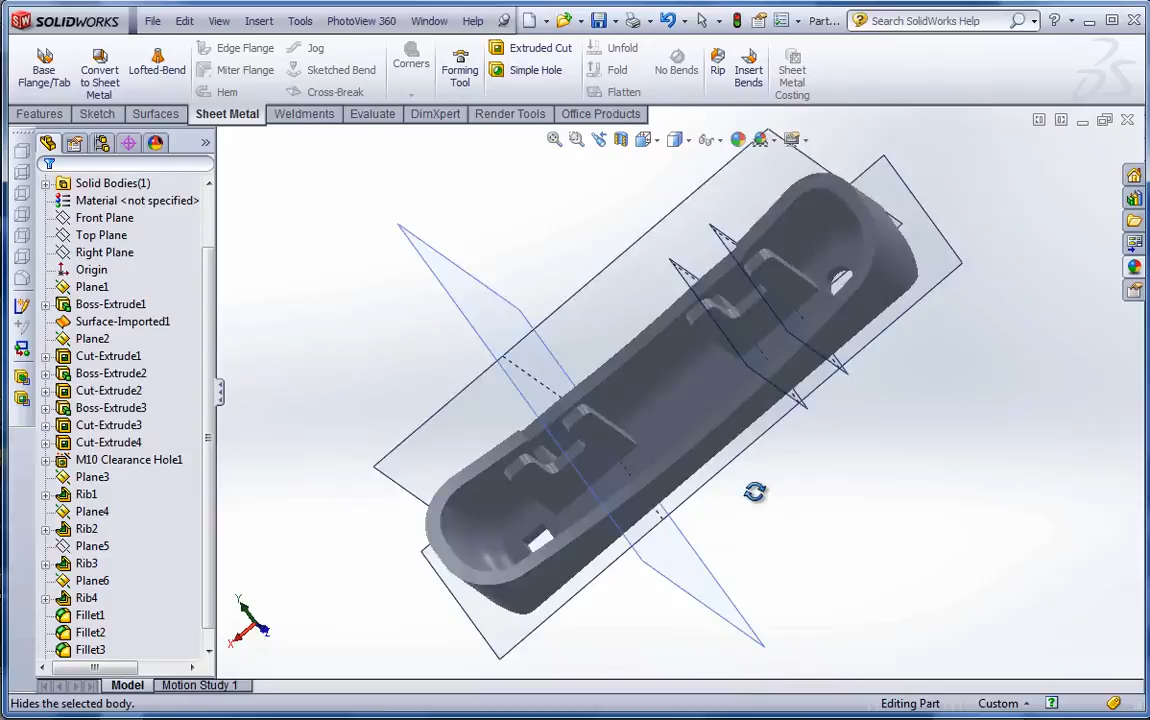 SOLIDWORKS File Edit View Insert Tools PhotoView 360 Window Help Part... Search SolidWorks Help
Base Flange/Tab
Convert to Sheet Metal
Lofted-Bend
Edge Flange
Miter Flange
Hem
Jog
Sketched Bend
Cross-Break
Corners
Forming Tool
Extruded Cut
Simple Hole
Unfold
Fold
Flatten
No Bends
Rip
Insert Bends
Sheet Metal Costing
Features Sketch Surfaces Sheet Metal Weldments Evaluate DimXpert Render Tools Office Products
Solid Bodies(1)
Material <not specified>
Front Plane
Top Plane
Right Plane
Origin
Plane1
Boss-Extrude1
Surface-Imported1
Plane2
Cut-Extrude1
Boss-Extrude2
Cut-Extrude2
Boss-Extrude3
Cut-Extrude3
Cut-Extrude4
M10 Clearance Hole1
Plane3
Rib1
Plane4
Rib2
Plane5
Rib3
Plane6
Rib4
Fillet1
Fillet2
Fillet3
Y
X
Z
Model Motion Study 1
Hides the selected body. Editing Part Custom